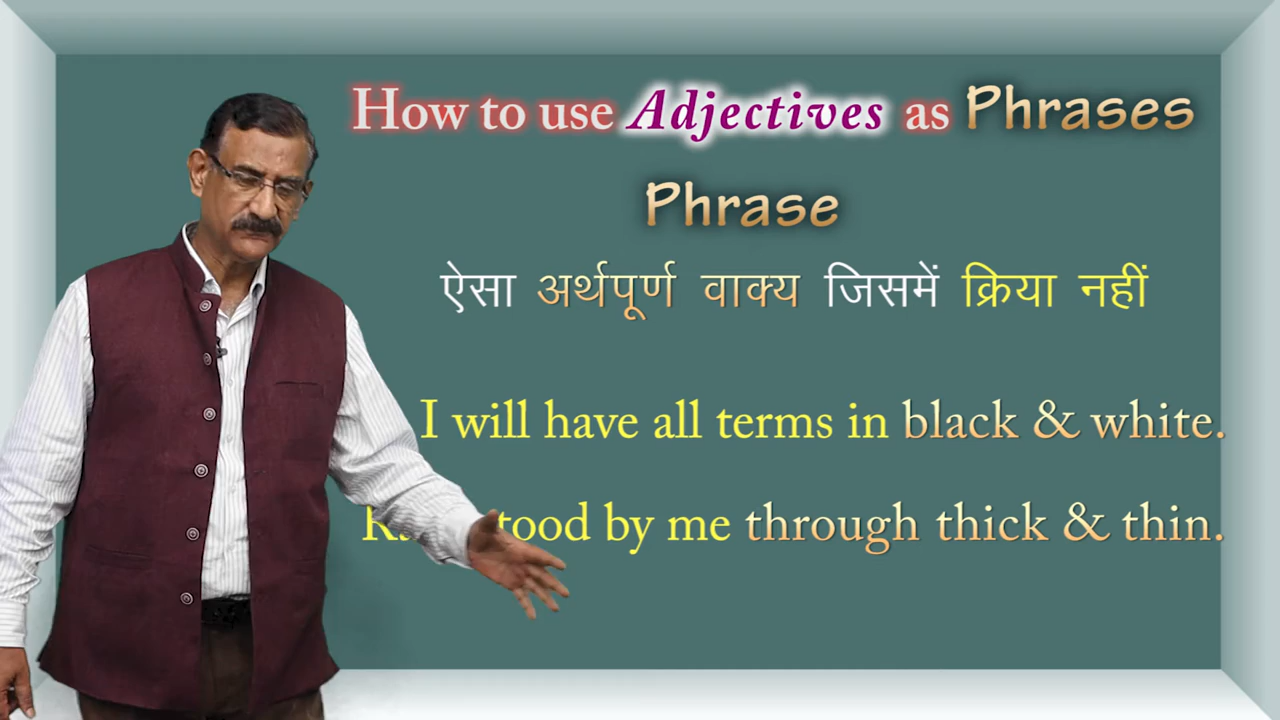 How to use Adjectives as Phrases
Phrase
ऐसा अर्थपूर्ण वाक्य जिसमें क्रिया नहीं
I will have all terms in black & white.
by me through thick & thin.